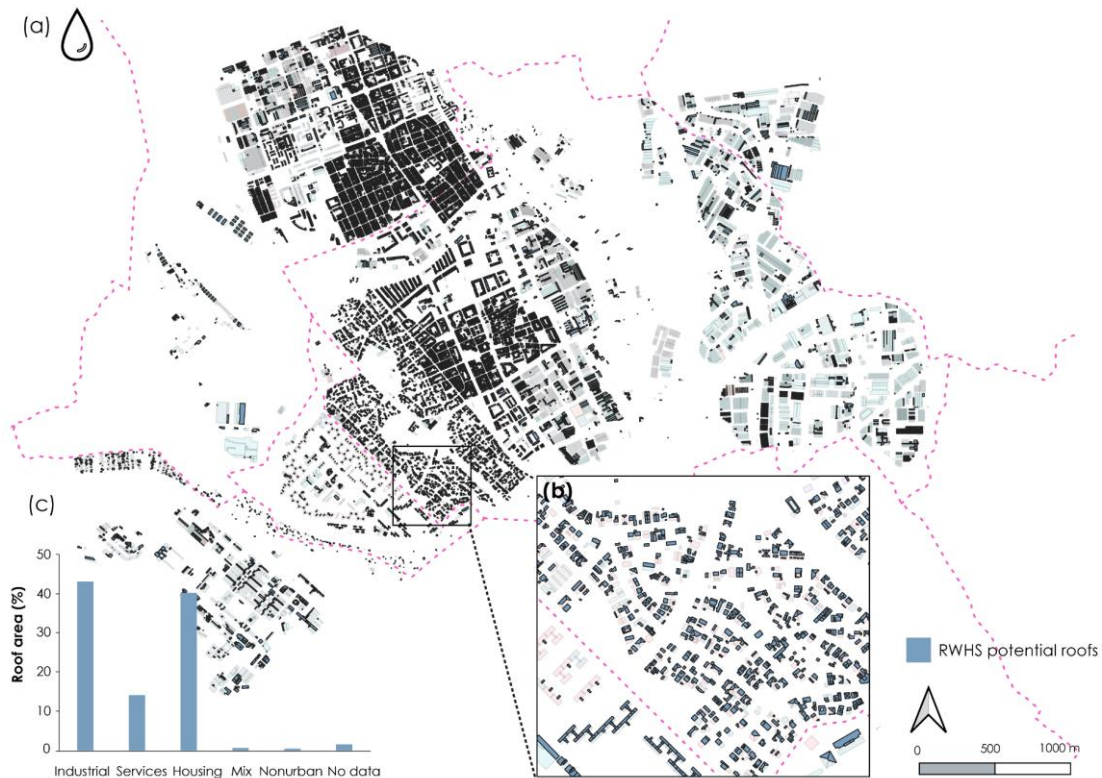 (a)
(b)
(c)
50
40
30
20
10
0
Roof area (%)
Industrial Services Housing Mix Nonurban No data
RWHS potential roofs
0 500 1000 m